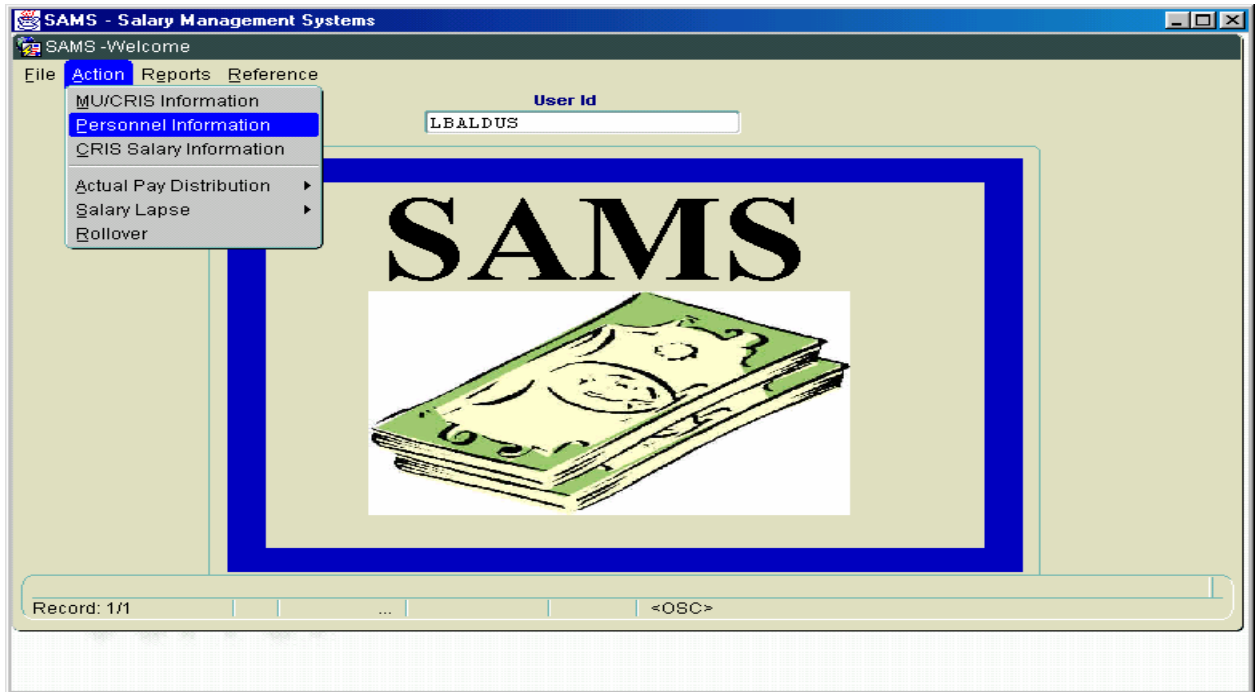 SAMS - Salary Management Systems
SAMS -Welcome
File Action Reports Reference
MU/CRIS Information
Personnel Information
CRIS Salary Information
Actual Pay Distribution
Salary Lapse
Rollover
User Id
LBALDUS
SAMS
Record: 1/1 ... <OSC>